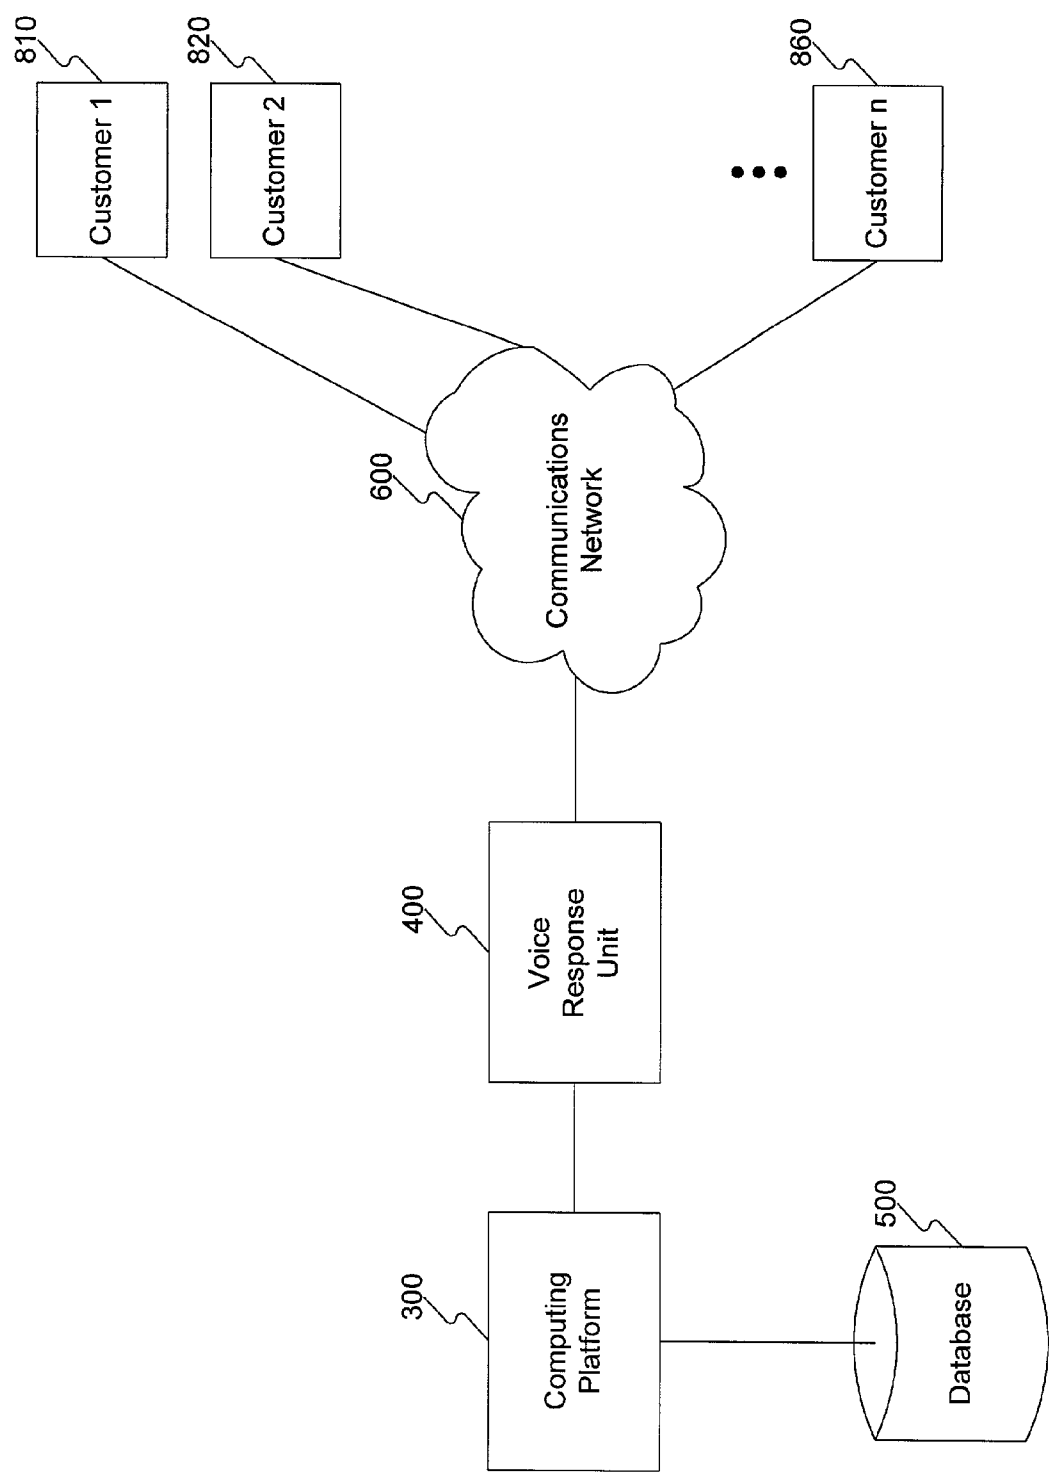 810
Customer 1
820
Customer 2
860
Customer n
600
Communications
Network
400
Voice
Response
Unit
300
Computing
Platform
500
Database